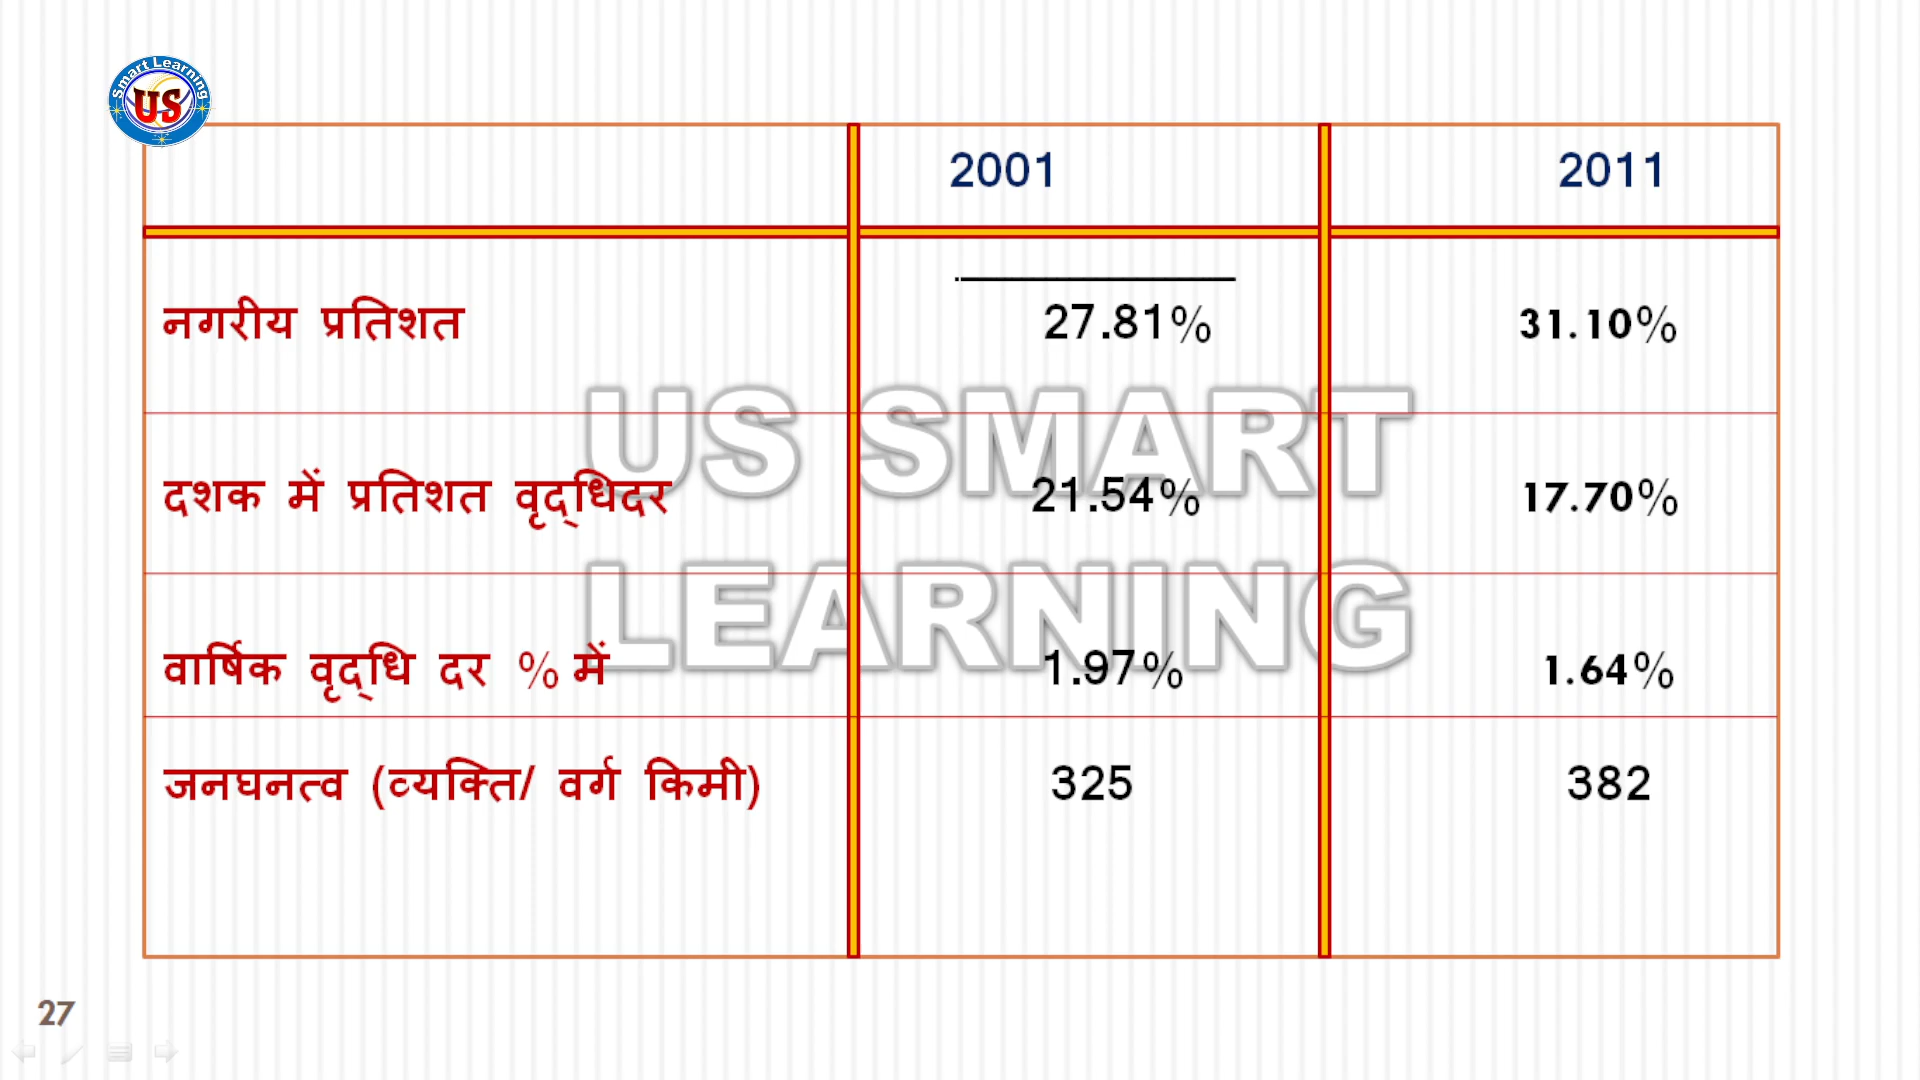 Smart Learning
US
2001 2011
नगरीय प्रतिशत 27.81% 31.10%
दशक में प्रतिशत वृद्धिदर 21.54% 17.70%
वार्षिक वृद्धि दर % में 1.97% 1.64%
जनघनत्व (व्यक्ति/ वर्ग किमी) 325 382
US SMART
LEARNING
27